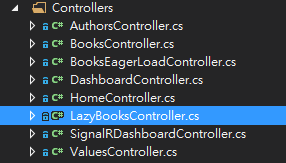 Controllers
C# AuthorsController.cs
C# BooksController.cs
C# BooksEagerLoadController.cs
C# DashboardController.cs
C# HomeController.cs
C# LazyBooksController.cs
C# SignalRDashboardController.cs
C# ValuesController.cs